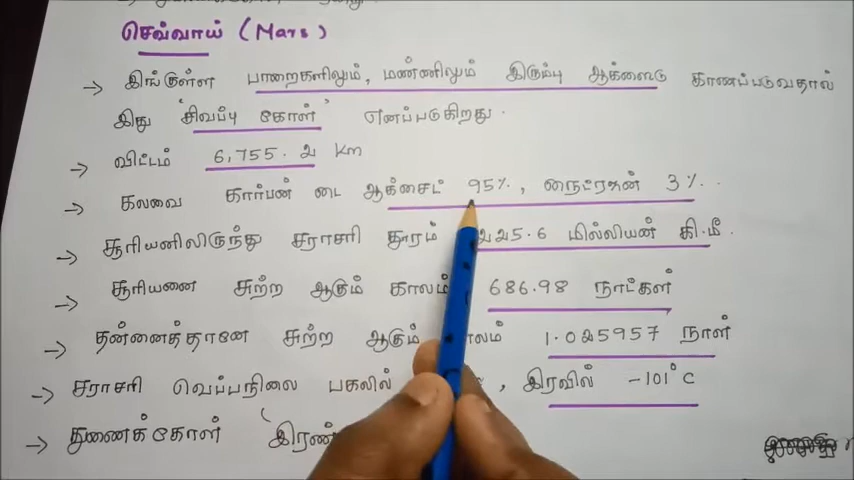 செவ்வாய் (Mars)
→ இங்குள்ள பாறைகளிலும், மண்ணிலும் இரும்பு ஆக்ஸைடு காணப்படுவதால்
இது 'சிவப்பு கோள்' எனப்படுகிறது.
→ விட்டம் 6,755.2 km
→ கலவை கார்பன் டை ஆக்சைட் 95%, நைட்ரஜன் 3%.
→ சூரியனிலிருந்து சராசரி தூரம் 225.6 மில்லியன் கி.மீ.
→ சூரியனை சுற்ற ஆகும் காலம் 686.98 நாட்கள்
→ தன்னைத்தானே சுற்ற ஆகும் காலம் 1.025957 நாள்
→ சராசரி வெப்பநிலை பகலில் , இரவில் -101°C
→ துணைக்கோள்